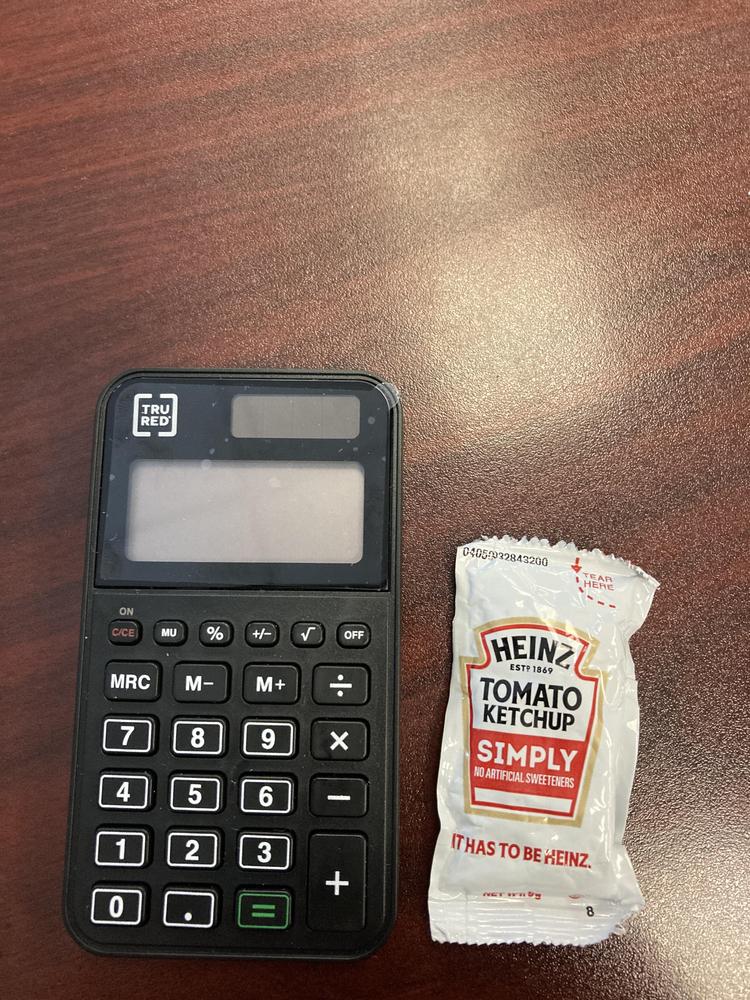 TRU
RED
ON
C/CE MU % +/- √ OFF
MRC M− M+ ÷
7 8 9 ×
4 5 6 −
1 2 3
+
0 . =
TEAR
HERE
HEINZ
ESTD 1869
TOMATO
KETCHUP
SIMPLY
NO ARTIFICIAL SWEETENERS
IT HAS TO BE HEINZ.
8